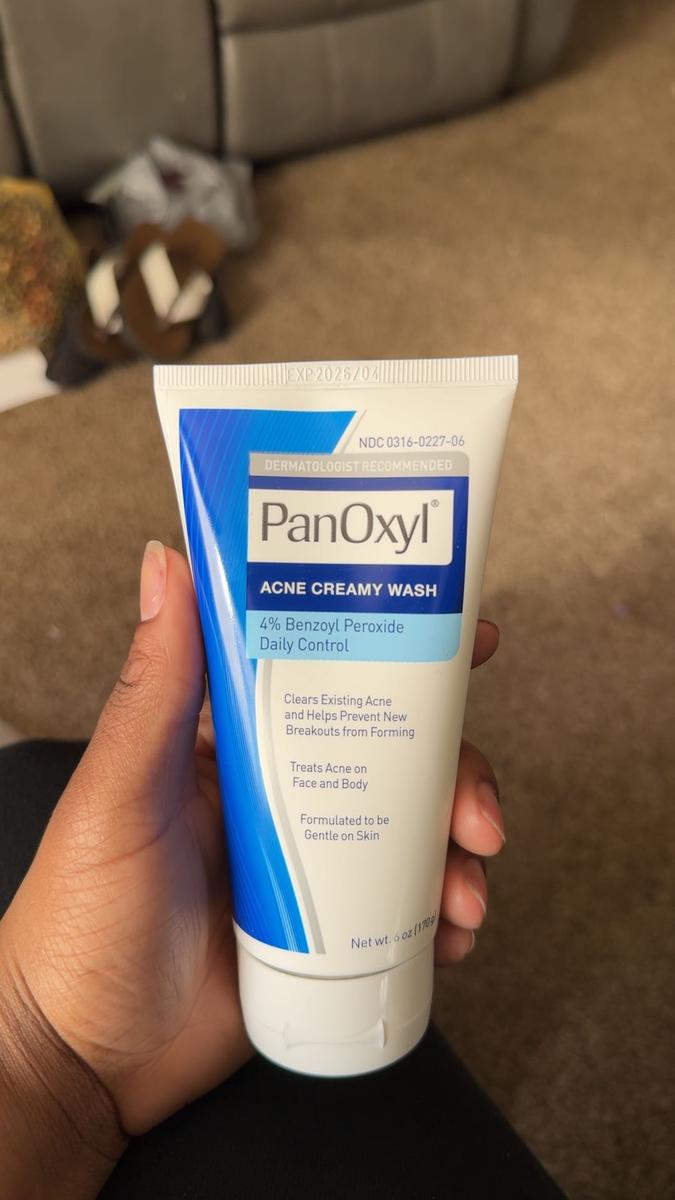 EXP 2026/04
NDC 0316-0227-06
DERMATOLOGIST RECOMMENDED
PanOxyl®
ACNE CREAMY WASH
4% Benzoyl Peroxide
Daily Control
Clears Existing Acne
and Helps Prevent New
Breakouts from Forming
Treats Acne on
Face and Body
Formulated to be
Gentle on Skin
Net wt. 6 oz (170 g)